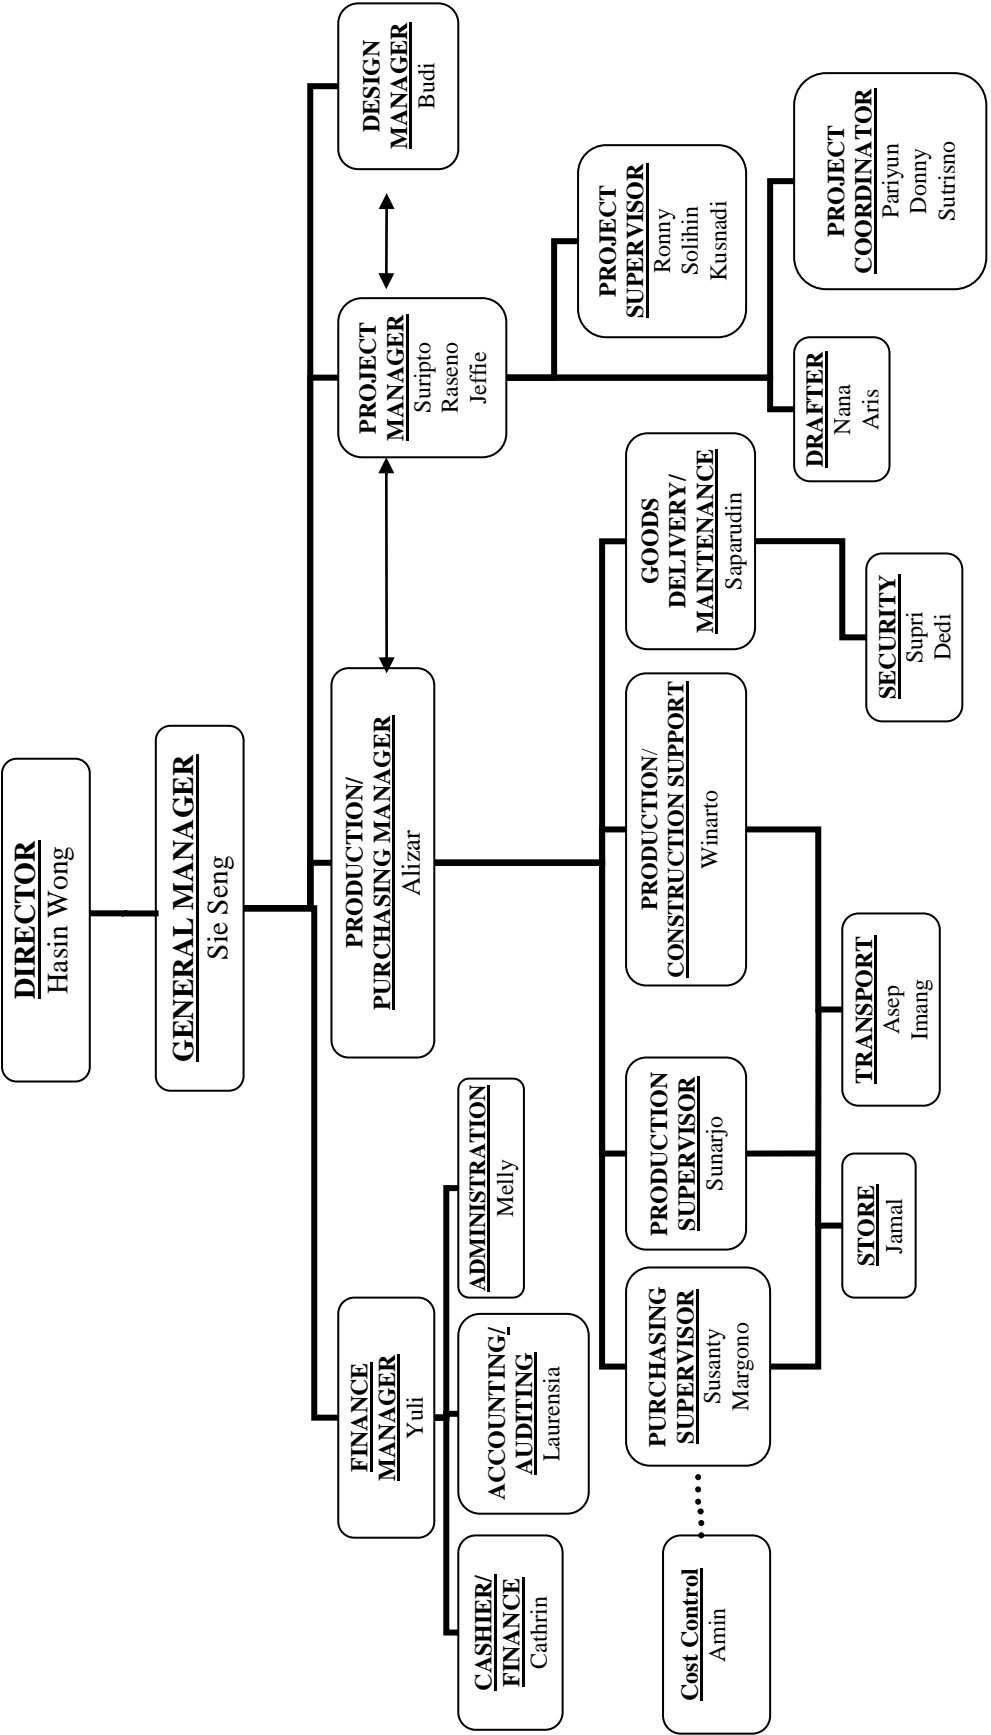 DIRECTOR
Hasin Wong
GENERAL MANAGER
Sie Seng
FINANCE
MANAGER
Yuli
PRODUCTION/
PURCHASING MANAGER
Alizar
PROJECT
MANAGER
Suripto
Raseno
Jeffie
DESIGN
MANAGER
Budi
CASHIER/
FINANCE
Cathrin
ACCOUNTING/
AUDITING
Laurensia
ADMINISTRATION
Melly
PROJECT
SUPERVISOR
Ronny
Solihin
Kusnadi
Cost Control
Amin
PURCHASING
SUPERVISOR
Susanty
Margono
PRODUCTION
SUPERVISOR
Sunarjo
PRODUCTION/
CONSTRUCTION SUPPORT
Winarto
GOODS
DELIVERY/
MAINTENANCE
Saparudin
DRAFTER
Nana
Aris
PROJECT
COORDINATOR
Pariyun
Donny
Sutrisno
STORE
Jamal
TRANSPORT
Asep
Imang
SECURITY
Supri
Dedi